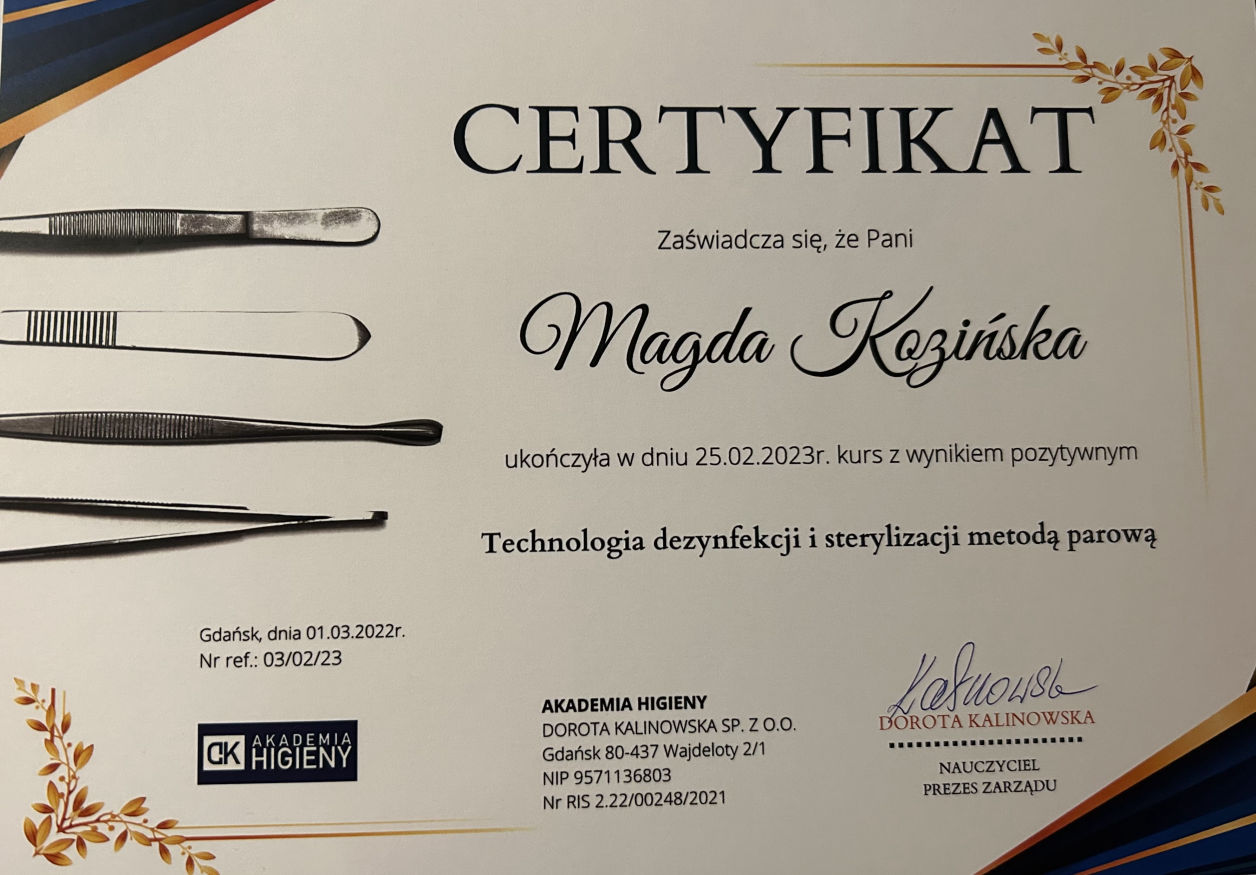 CERTYFIKAT
Zaświadcza się, że Pani
Magda Kozińska
ukończyła w dniu 25.02.2023r. kurs z wynikiem pozytywnym
Technologia dezynfekcji i sterylizacji metodą parową
Gdańsk, dnia 01.03.2022r.
Nr ref.: 03/02/23
DK AKADEMIA
HIGIENY
AKADEMIA HIGIENY
DOROTA KALINOWSKA SP. Z O.O.
Gdańsk 80-437 Wajdeloty 2/1
NIP 9571136803
Nr RIS 2.22/00248/2021
Kalinowska
DOROTA KALINOWSKA
NAUCZYCIEL
PREZES ZARZĄDU